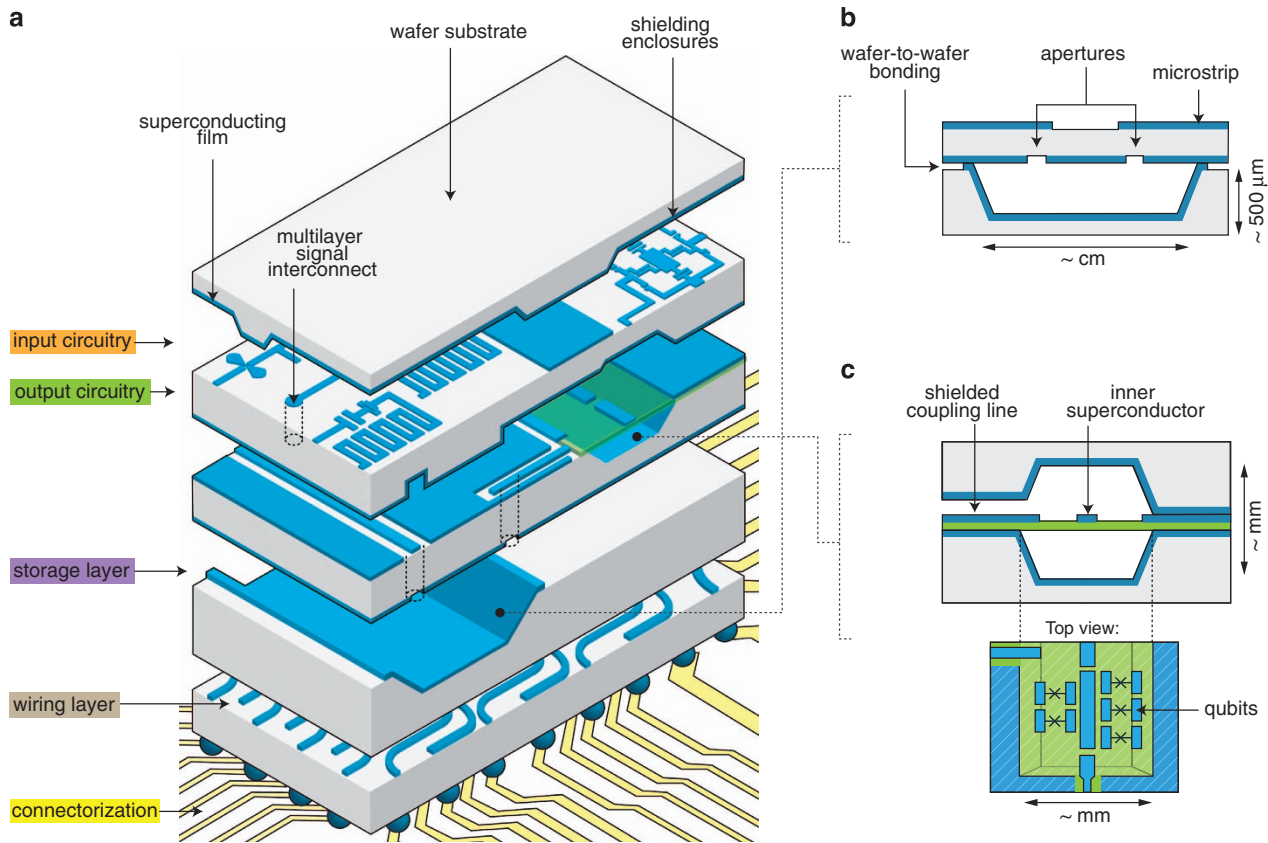 a
wafer substrate
shielding
enclosures
superconducting
film
multilayer
signal
interconnect
input circuitry
output circuitry
storage layer
wiring layer
connectorization
b
wafer-to-wafer
bonding
apertures
microstrip
~ 500 μm
~ cm
c
shielded
coupling line
inner
superconductor
~ mm
Top view:
qubits
~ mm